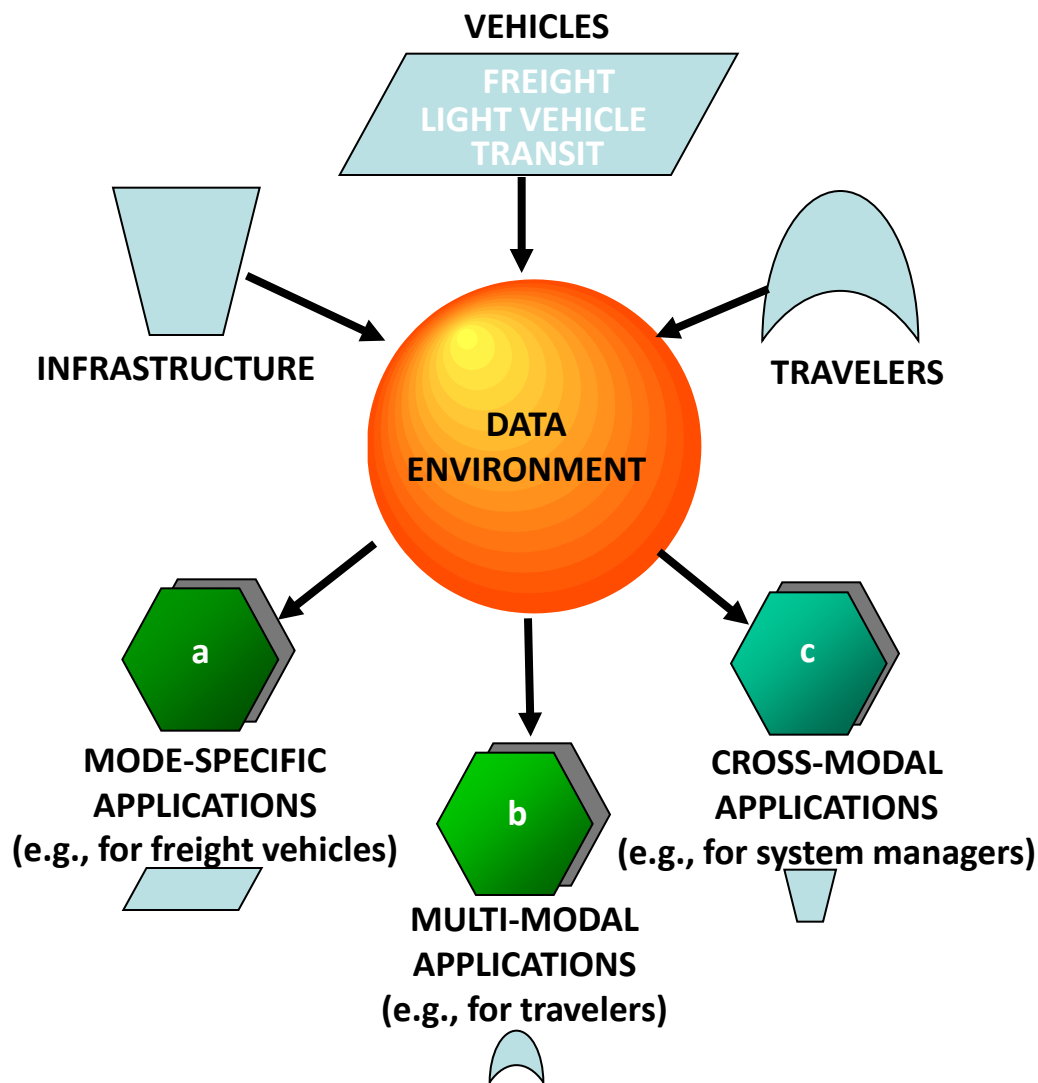 VEHICLES
FREIGHT
LIGHT VEHICLE
TRANSIT
INFRASTRUCTURE
TRAVELERS
DATA
ENVIRONMENT
a
MODE-SPECIFIC
APPLICATIONS
(e.g., for freight vehicles)
b
MULTI-MODAL
APPLICATIONS
(e.g., for travelers)
c
CROSS-MODAL
APPLICATIONS
(e.g., for system managers)